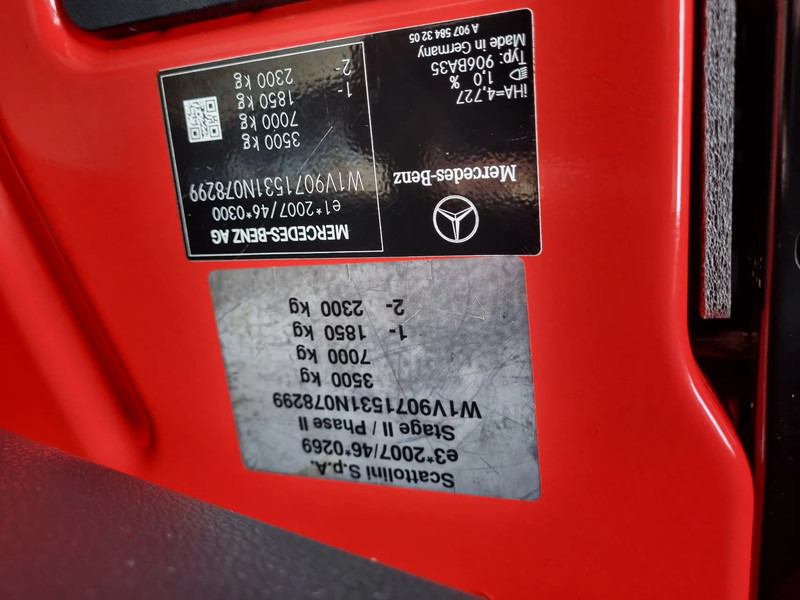 MERCEDES-BENZ AG
e1*2007/46*0300
W1V9071531N078299
3500 kg
7000 kg
1- 1850 kg
2- 2300 kg
Mercedes-Benz
iHA=4,727
1,0 %
Typ: 906BA35
Made in Germany
A 907 584 32 05
Scattolini S.p.A.
e3*2007/46*0269
Stage II / Phase II
W1V9071531N078299
3500 kg
7000 kg
1- 1850 kg
2- 2300 kg